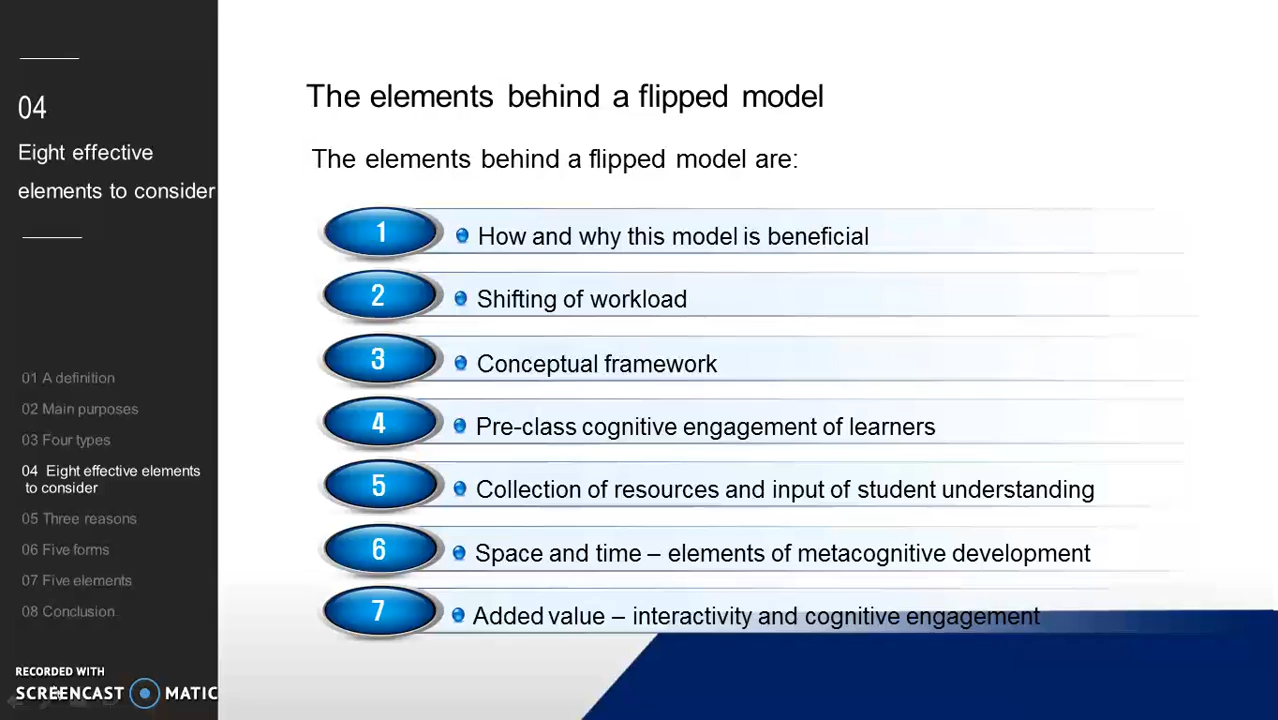 04
Eight effective
elements to consider
01 A definition
02 Main purposes
03 Four types
04 Eight effective elements
to consider
05 Three reasons
06 Five forms
07 Five elements
08 Conclusion
RECORDED WITH
SCREENCAST MATIC
The elements behind a flipped model
The elements behind a flipped model are:
1 How and why this model is beneficial
2 Shifting of workload
3 Conceptual framework
4 Pre-class cognitive engagement of learners
5 Collection of resources and input of student understanding
6 Space and time – elements of metacognitive development
7 Added value – interactivity and cognitive engagement